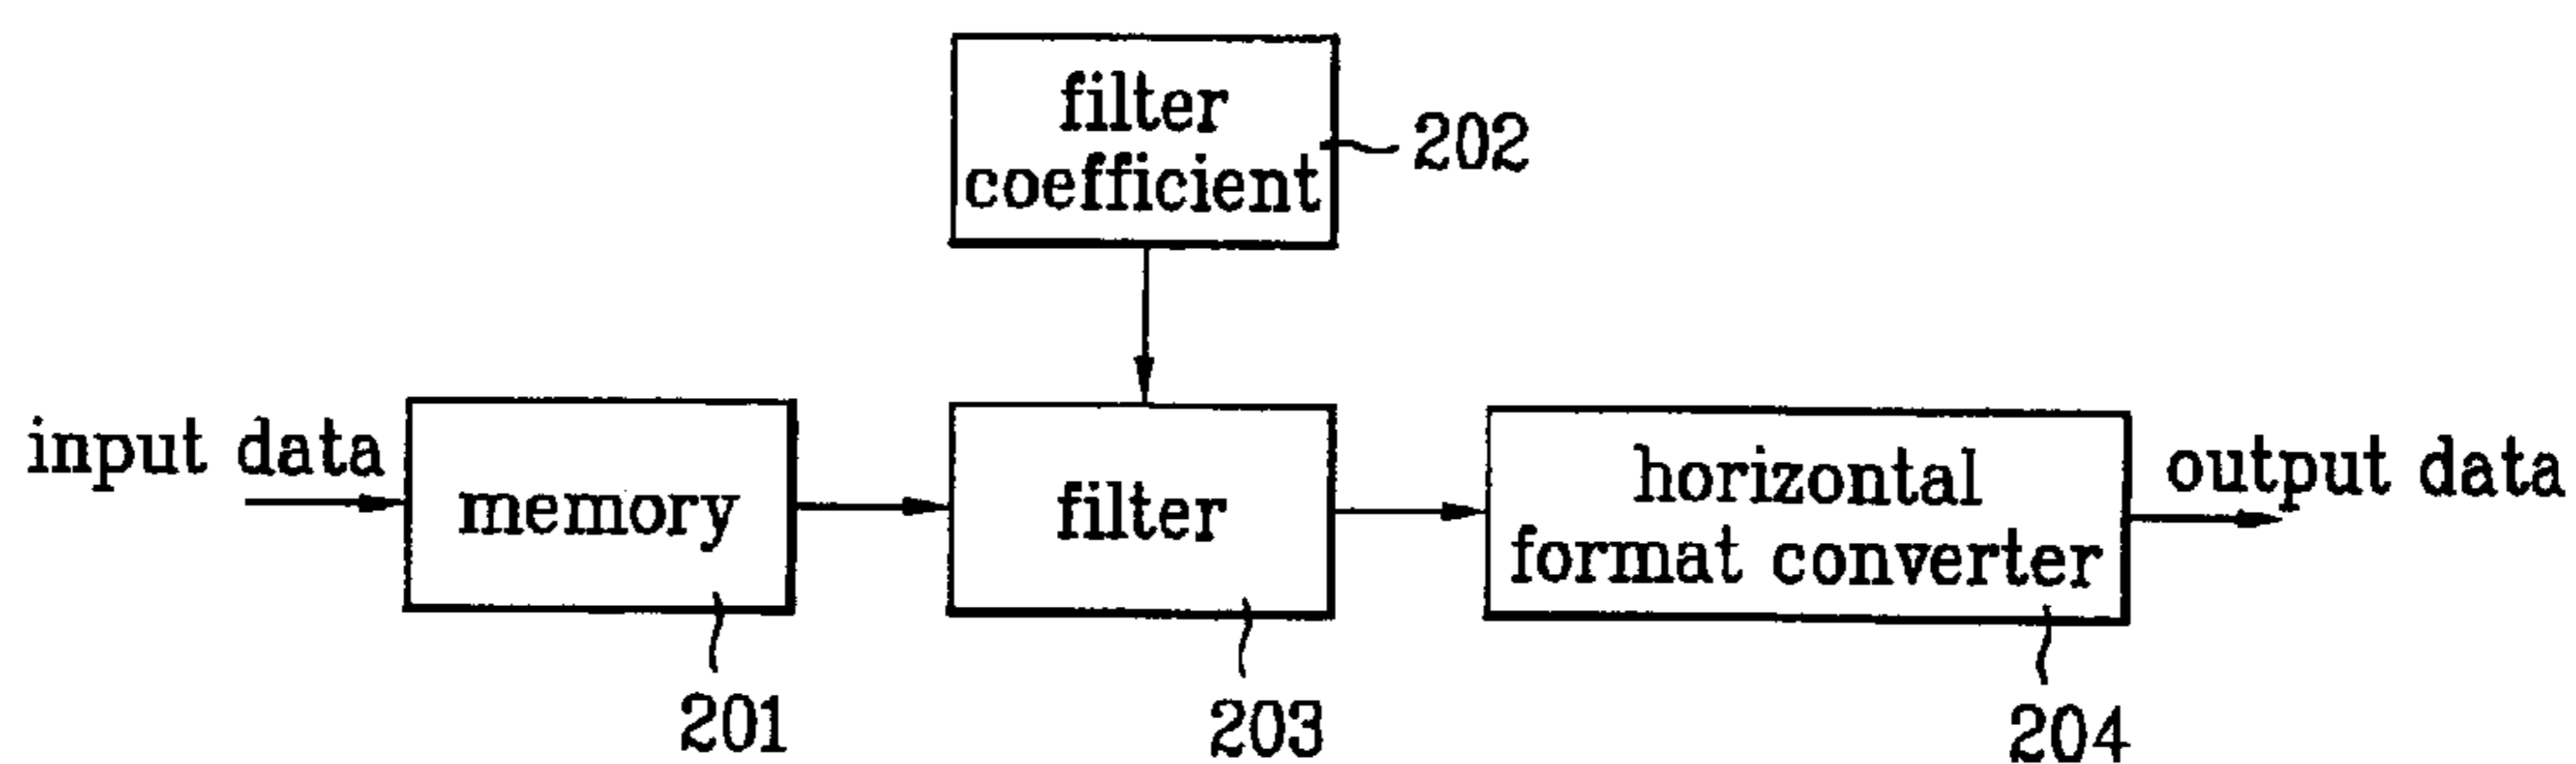 filter
coefficient
202
input data
memory
filter
horizontal
format converter
output data
201
203
204